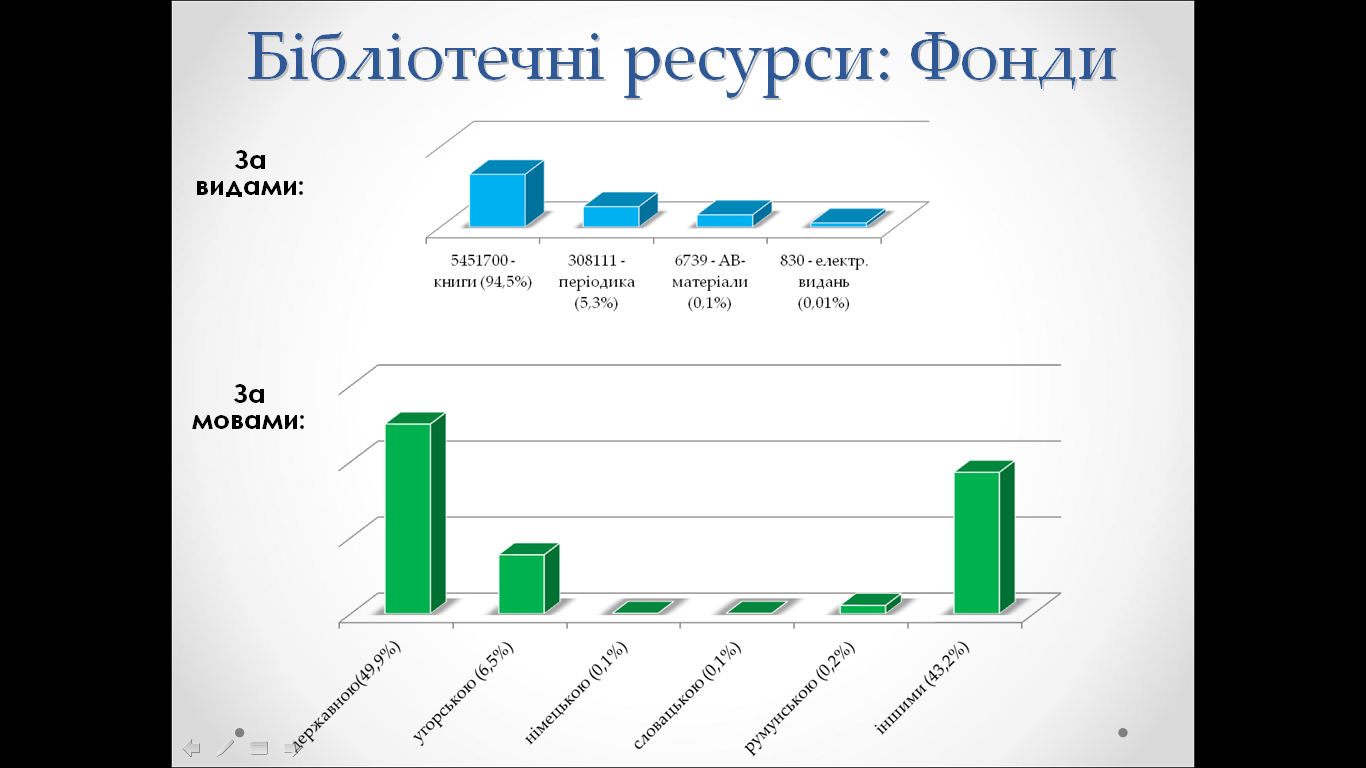 Бібліотечні ресурси: Фонди
За
видами:
5451700 -
книги (94,5%)
308111 -
періодика
(5,3%)
6739 - АВ-
матеріали
(0,1%)
830 - електр.
видань
(0,01%)
За
мовами:
державною(49,9%)
угорською (6,5%)
німецькою (0,1%)
словацькою (0,1%)
румунською (0,2%)
іншими (43,2%)